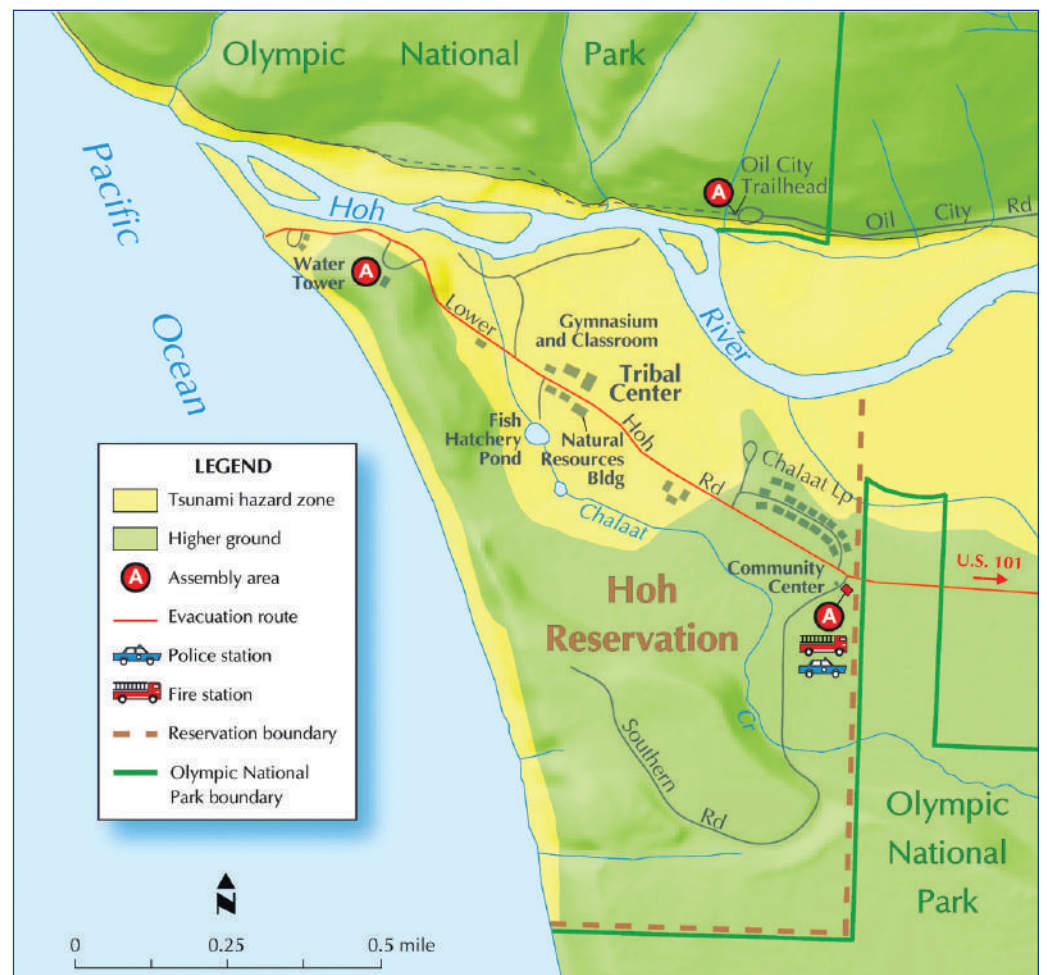 Olympic National Park
Pacific
Ocean
Hoh
River
A
Oil City
Trailhead
Oil City Rd
Water
Tower
A
Lower
Hoh
Rd
Gymnasium
and Classroom
Tribal
Center
Fish
Hatchery
Pond
Natural
Resources
Bldg
Chalaat Lp
Chalaat
Cr
Community
Center
A
U.S. 101
Hoh
Reservation
Southern
Rd
Olympic
National
Park
LEGEND
Tsunami hazard zone
Higher ground
A Assembly area
Evacuation route
Police station
Fire station
Reservation boundary
Olympic National
Park boundary
N
0 0.25 0.5 mile